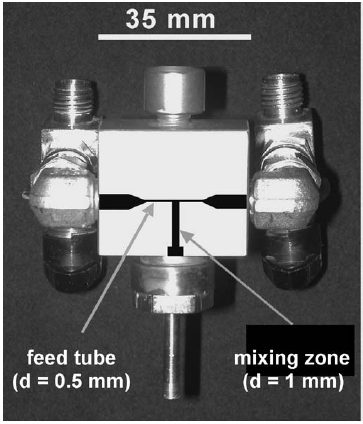 35 mm
feed tube
(d = 0.5 mm)
mixing zone
(d = 1 mm)